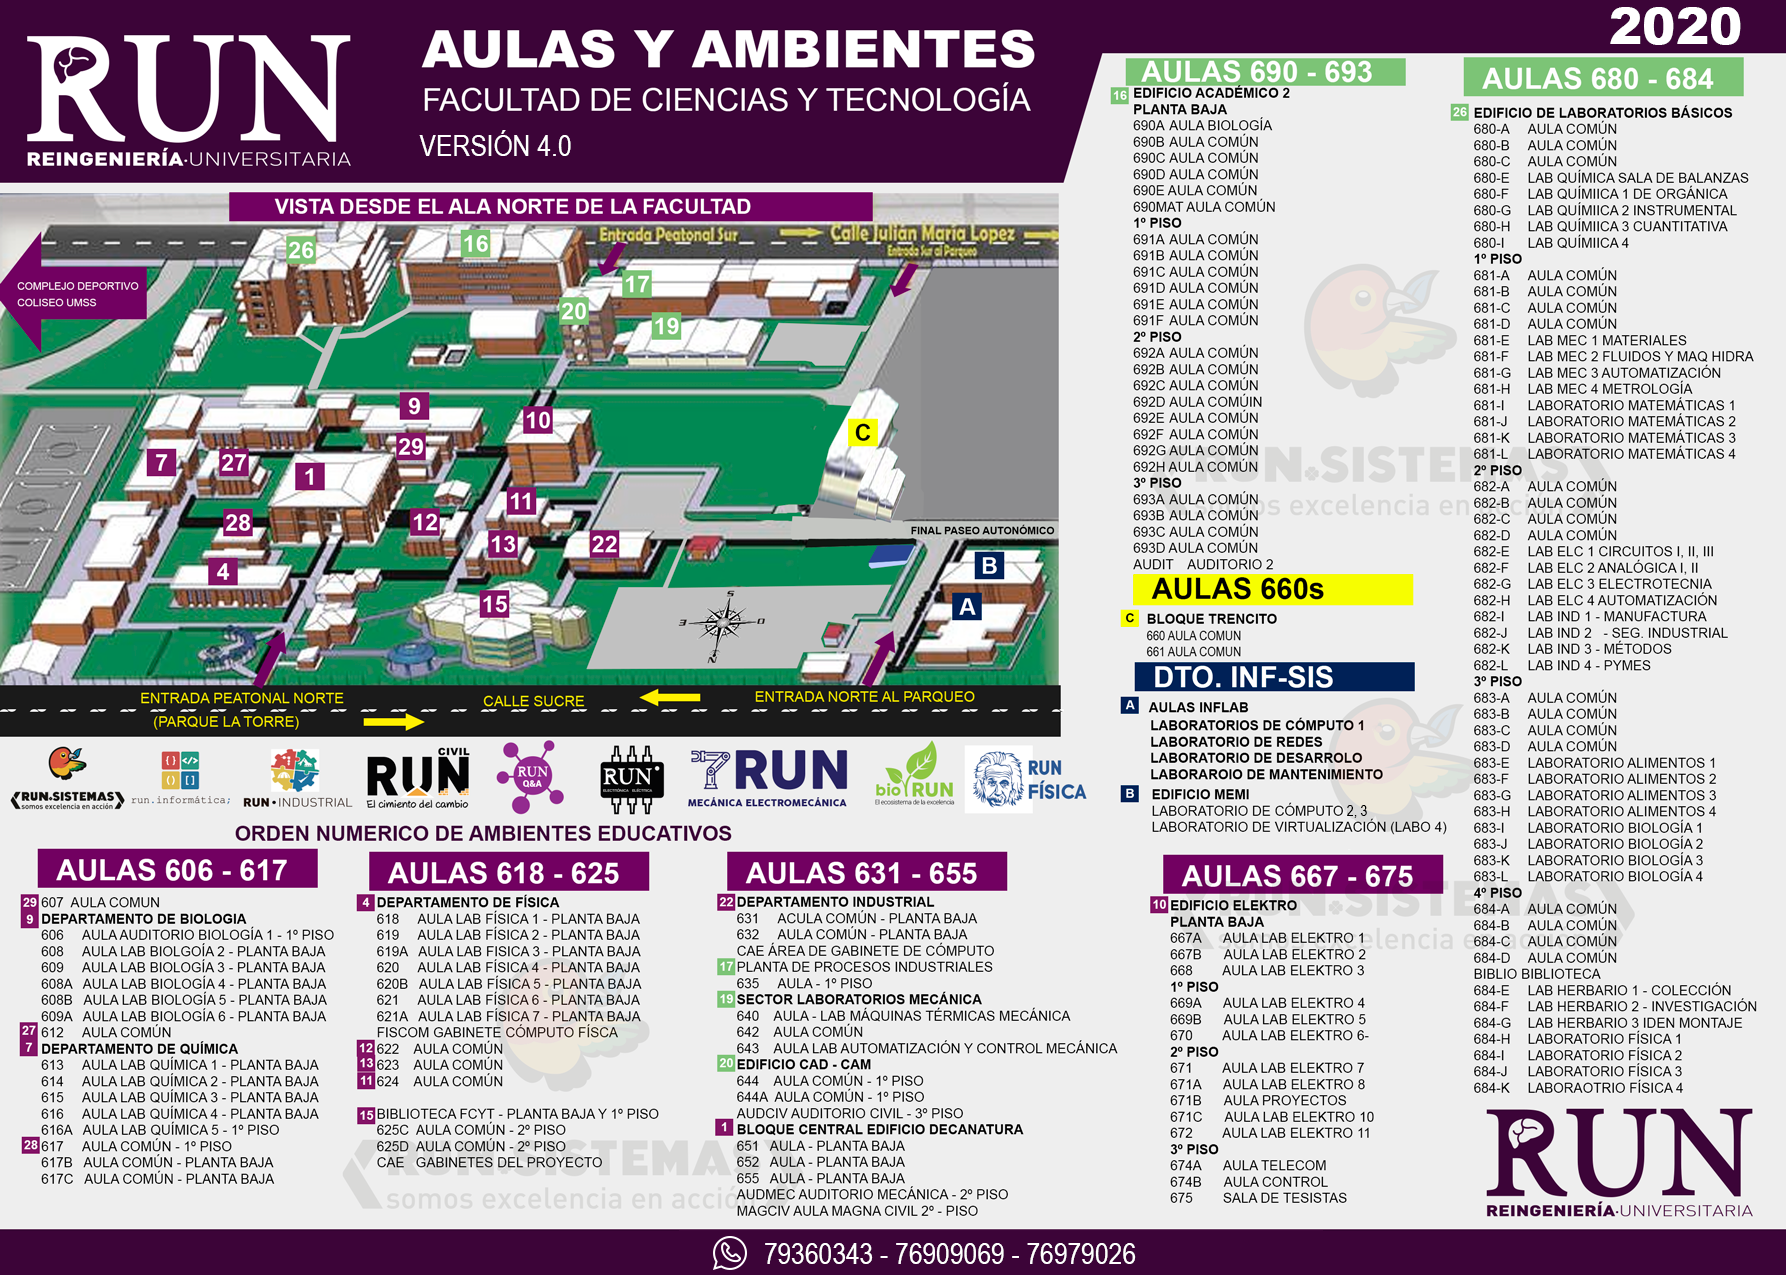 RUN
REINGENIERÍA·UNIVERSITARIA
AULAS Y AMBIENTES
FACULTAD DE CIENCIAS Y TECNOLOGÍA
VERSIÓN 4.0
2020
VISTA DESDE EL ALA NORTE DE LA FACULTAD
COMPLEJO DEPORTIVO
COLISEO UMSS
26
16
Entrada Peatonal Sur
Calle Julián María Lopez
Entrada Sur al Parqueo
17
20
19
9
10
29
7
27
1
C
11
28
12
13
22
FINAL PASEO AUTONÓMICO
4
B
15
A
S
E
O
N
ENTRADA PEATONAL NORTE
(PARQUE LA TORRE)
CALLE SUCRE
ENTRADA NORTE AL PARQUEO
RUN.SISTEMAS
somos excelencia en acción
run.informática;
RUN·INDUSTRIAL
CIVIL
RUN
El cimiento del cambio
RUN
Q&A
RUN
ELECTRÓNICA ELÉCTRICA
RUN
MECÁNICA ELECTROMECÁNICA
bioRUN
El ecosistema de la excelencia
RUN
FÍSICA
ORDEN NUMERICO DE AMBIENTES EDUCATIVOS
AULAS 606 - 617
29 607 AULA COMUN
9 DEPARTAMENTO DE BIOLOGIA
606 AULA AUDITORIO BIOLOGÍA 1 - 1º PISO
608 AULA LAB BIOLGOÍA 2 - PLANTA BAJA
609 AULA LAB BIOLOGÍA 3 - PLANTA BAJA
608A AULA LAB BIOLOGÍA 4 - PLANTA BAJA
608B AULA LAB BIOLOGÍA 5 - PLANTA BAJA
609A AULA LAB BIOLOGÍA 6 - PLANTA BAJA
27 612 AULA COMÚN
7 DEPARTAMENTO DE QUÍMICA
613 AULA LAB QUÍMICA 1 - PLANTA BAJA
614 AULA LAB QUÍMICA 2 - PLANTA BAJA
615 AULA LAB QUÍMICA 3 - PLANTA BAJA
616 AULA LAB QUÍMICA 4 - PLANTA BAJA
616A AULA LAB QUÍMICA 5 - 1º PISO
28 617 AULA COMÚN - 1º PISO
617B AULA COMÚN - PLANTA BAJA
617C AULA COMÚN - PLANTA BAJA
AULAS 618 - 625
4 DEPARTAMENTO DE FÍSICA
618 AULA LAB FÍSICA 1 - PLANTA BAJA
619 AULA LAB FÍSICA 2 - PLANTA BAJA
619A AULA LAB FISICA 3 - PLANTA BAJA
620 AULA LAB FÍSICA 4 - PLANTA BAJA
620B AULA LAB FÍSICA 5 - PLANTA BAJA
621 AULA LAB FÍSICA 6 - PLANTA BAJA
621A AULA LAB FÍSICA 7 - PLANTA BAJA
FISCOM GABINETE CÓMPUTO FÍSCA
12 622 AULA COMÚN
13 623 AULA COMÚN
11 624 AULA COMÚN
15 BIBLIOTECA FCYT - PLANTA BAJA Y 1º PISO
625C AULA COMÚN - 2º PISO
625D AULA COMÚN - 2º PISO
CAE GABINETES DEL PROYECTO
AULAS 631 - 655
22 DEPARTAMENTO INDUSTRIAL
631 ACULA COMÚN - PLANTA BAJA
632 AULA COMÚN - PLANTA BAJA
CAE ÁREA DE GABINETE DE CÓMPUTO
17 PLANTA DE PROCESOS INDUSTRIALES
635 AULA - 1º PISO
19 SECTOR LABORATORIOS MECÁNICA
640 AULA - LAB MÁQUINAS TÉRMICAS MECÁNICA
642 AULA COMÚN
643 AULA LAB AUTOMATIZACIÓN Y CONTROL MECÁNICA
20 EDIFICIO CAD - CAM
644 AULA COMÚN - 1º PISO
644A AULA COMÚN - 1º PISO
AUDCIV AUDITORIO CIVIL - 3º PISO
1 BLOQUE CENTRAL EDIFICIO DECANATURA
651 AULA - PLANTA BAJA
652 AULA - PLANTA BAJA
655 AULA - PLANTA BAJA
AUDMEC AUDITORIO MECÁNICA - 2º PISO
MAGCIV AULA MAGNA CIVIL 2º - PISO
AULAS 690 - 693
16 EDIFICIO ACADÉMICO 2
PLANTA BAJA
690A AULA BIOLOGÍA
690B AULA COMÚN
690C AULA COMÚN
690D AULA COMÚN
690E AULA COMÚN
690MAT AULA COMÚN
1º PISO
691A AULA COMÚN
691B AULA COMÚN
691C AULA COMÚN
691D AULA COMÚN
691E AULA COMÚN
691F AULA COMÚN
2º PISO
692A AULA COMÚN
692B AULA COMÚN
692C AULA COMÚN
692D AULA COMÚIN
692E AULA COMÚN
692F AULA COMÚN
692G AULA COMÚN
692H AULA COMÚN
3º PISO
693A AULA COMÚN
693B AULA COMÚN
693C AULA COMÚN
693D AULA COMÚN
AUDIT AUDITORIO 2
AULAS 660s
C BLOQUE TRENCITO
660 AULA COMUN
661 AULA COMUN
DTO. INF-SIS
A AULAS INFLAB
LABORATORIOS DE CÓMPUTO 1
LABORATORIO DE REDES
LABORATORIO DE DESARROLO
LABORAROIO DE MANTENIMIENTO
B EDIFICIO MEMI
LABORATORIO DE CÓMPUTO 2, 3
LABORATORIO DE VIRTUALIZACIÓN (LABO 4)
AULAS 667 - 675
10 EDIFICIO ELEKTRO
PLANTA BAJA
667A AULA LAB ELEKTRO 1
667B AULA LAB ELEKTRO 2
668 AULA LAB ELEKTRO 3
1º PISO
669A AULA LAB ELEKTRO 4
669B AULA LAB ELEKTRO 5
670 AULA LAB ELEKTRO 6-
2º PISO
671 AULA LAB ELEKTRO 7
671A AULA LAB ELEKTRO 8
671B AULA PROYECTOS
671C AULA LAB ELEKTRO 10
672 AULA LAB ELEKTRO 11
3º PISO
674A AULA TELECOM
674B AULA CONTROL
675 SALA DE TESISTAS
AULAS 680 - 684
26 EDIFICIO DE LABORATORIOS BÁSICOS
680-A AULA COMÚN
680-B AULA COMÚN
680-C AULA COMÚN
680-E LAB QUÍMICA SALA DE BALANZAS
680-F LAB QUÍMIICA 1 DE ORGÁNICA
680-G LAB QUÍMIICA 2 INSTRUMENTAL
680-H LAB QUÍMICA 3 CUANTITATIVA
680-I LAB QUÍMIICA 4
1º PISO
681-A AULA COMÚN
681-B AULA COMÚN
681-C AULA COMÚN
681-D AULA COMÚN
681-E LAB MEC 1 MATERIALES
681-F LAB MEC 2 FLUIDOS Y MAQ HIDRA
681-G LAB MEC 3 AUTOMATIZACIÓN
681-H LAB MEC 4 METROLOGÍA
681-I LABORATORIO MATEMÁTICAS 1
681-J LABORATORIO MATEMÁTICAS 2
681-K LABORATORIO MATEMÁTICAS 3
681-L LABORATORIO MATEMÁTICAS 4
2º PISO
682-A AULA COMÚN
682-B AULA COMÚN
682-C AULA COMÚN
682-D AULA COMÚN
682-E LAB ELC 1 CIRCUITOS I, II, III
682-F LAB ELC 2 ANALÓGICA I, II
682-G LAB ELC 3 ELECTROTECNIA
682-H LAB ELC 4 AUTOMATIZACIÓN
682-I LAB IND 1 - MANUFACTURA
682-J LAB IND 2 - SEG. INDUSTRIAL
682-K LAB IND 3 - MÉTODOS
682-L LAB IND 4 - PYMES
3º PISO
683-A AULA COMÚN
683-B AULA COMÚN
683-C AULA COMÚN
683-D AULA COMÚN
683-E LABORATORIO ALIMENTOS 1
683-F LABORATORIO ALIMENTOS 2
683-G LABORATORIO ALIMENTOS 3
683-H LABORATORIO ALIMENTOS 4
683-I LABORATORIO BIOLOGÍA 1
683-J LABORATORIO BIOLOGÍA 2
683-K LABORATORIO BIOLOGÍA 3
683-L LABORATORIO BIOLOGÍA 4
4º PISO
684-A AULA COMÚN
684-B AULA COMÚN
684-C AULA COMÚN
684-D AULA COMÚN
BIBLIO BIBLIOTECA
684-E LAB HERBARIO 1 - COLECCIÓN
684-F LAB HERBARIO 2 - INVESTIGACIÓN
684-G LAB HERBARIO 3 IDEN MONTAJE
684-H LABORATORIO FÍSICA 1
684-I LABORATORIO FÍSICA 2
684-J LABORATORIO FÍSICA 3
684-K LABORAOTRIO FÍSICA 4
RUN.SISTEMAS
somos excelencia en acción
RUN.SISTEMAS
somos excelencia en acción
RUN.SISTEMAS
somos excelencia en acción
RUN
REINGENIERÍA·UNIVERSITARIA
79360343 - 76909069 - 76979026